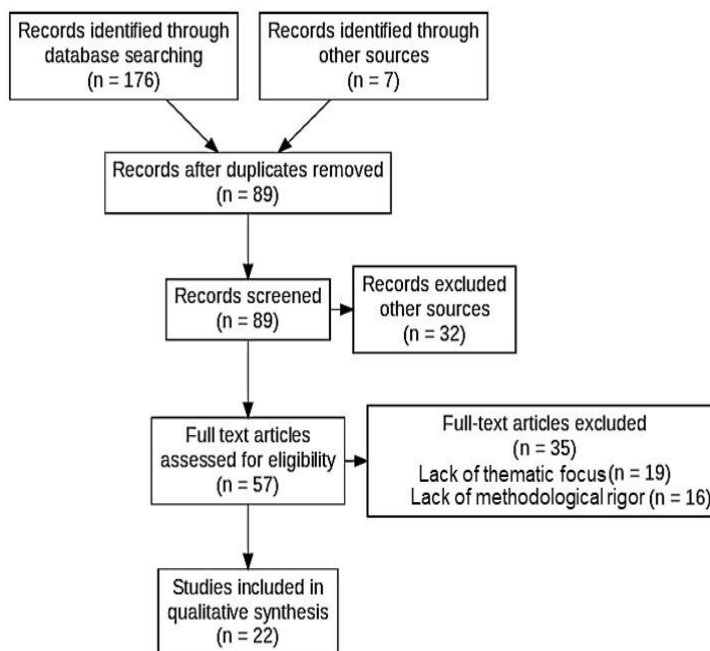 Records identified through
database searching
(n = 176)
Records identified through
other sources
(n = 7)
Records after duplicates removed
(n = 89)
Records screened
(n = 89)
Records excluded
other sources
(n = 32)
Full text articles
assessed for eligibility
(n = 57)
Full-text articles excluded
(n = 35)
Lack of thematic focus (n = 19)
Lack of methodological rigor (n = 16)
Studies included in
qualitative synthesis
(n = 22)